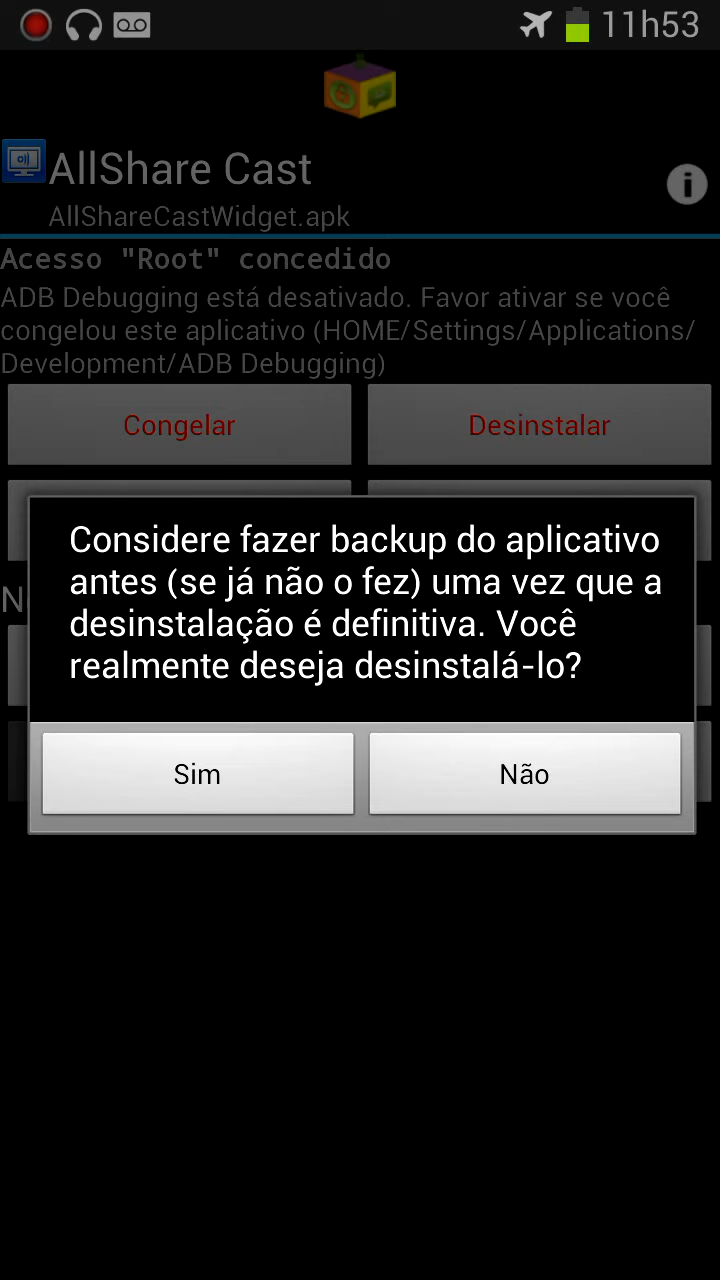 11h53
AllShare Cast
AllShareCastWidget.apk
Acesso "Root" concedido
ADB Debugging está desativado. Favor ativar se você
congelou este aplicativo (HOME/Settings/Applications/
Development/ADB Debugging)
Congelar
Desinstalar
Considere fazer backup do aplicativo
antes (se já não o fez) uma vez que a
desinstalação é definitiva. Você
realmente deseja desinstalá-lo?
Sim
Não